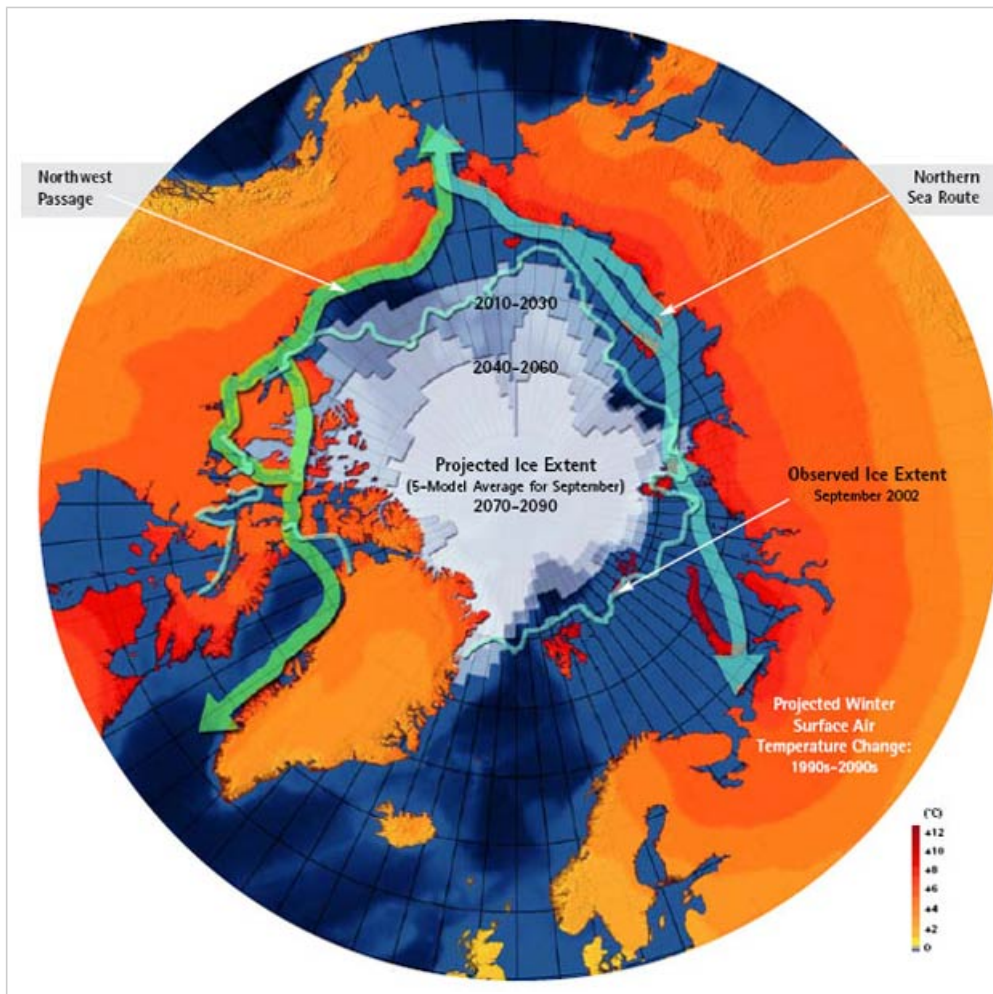 Northwest
Passage
Northern
Sea Route
2010–2030
2040–2060
Projected Ice Extent
(5–Model Average for September)
2070–2090
Observed Ice Extent
September 2002
Projected Winter
Surface Air
Temperature Change:
1990s–2090s
(°C)
+12
+10
+8
+6
+4
+2
0